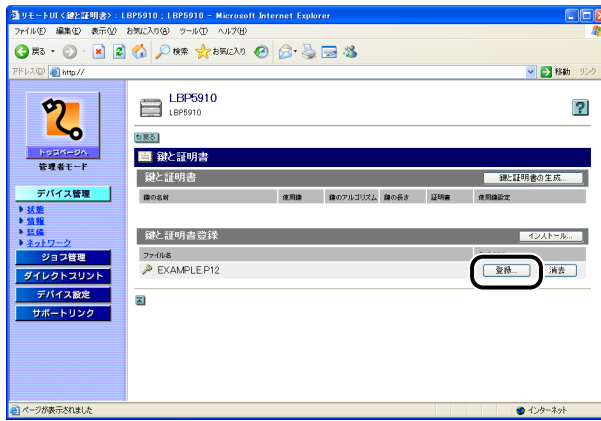 リモートUI <鍵と証明書> : LBP5910 ; LBP5910 - Microsoft Internet Explorer
ファイル(F) 編集(E) 表示(V) お気に入り(A) ツール(T) ヘルプ(H)
戻る 検索 お気に入り
アドレス(D) http:// 移動 リンク
LBP5910
LBP5910
戻る
トップページへ
管理者モード
鍵と証明書
鍵と証明書 鍵と証明書の生成...
鍵の名前 使用鍵 鍵のアルゴリズム 鍵の長さ 証明書 使用鍵設定
デバイス管理
状態
情報
装備
ネットワーク
ジョブ管理
ダイレクトプリント
デバイス設定
サポートリンク
鍵と証明書登録 インストール...
ファイル名
EXAMPLE.P12 登録... 消去
ページが表示されました インターネット